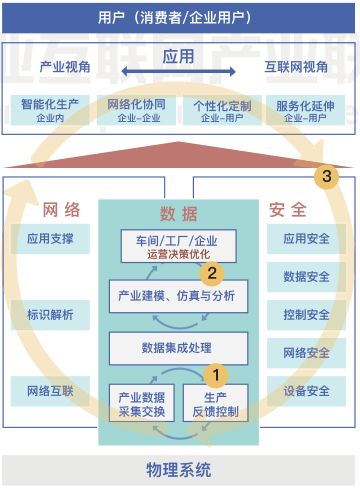 用户（消费者/企业用户）
应用
产业视角
互联网视角
智能化生产
企业内
网络化协同
企业-企业
个性化定制
企业-用户
服务化延伸
企业-用户
3
网络
数据
安全
应用支撑
标识解析
网络互联
车间/工厂/企业
运营决策优化
2
产业建模、仿真与分析
数据集成处理
1
产业数据
采集交换
生产
反馈控制
应用安全
数据安全
控制安全
网络安全
设备安全
物理系统